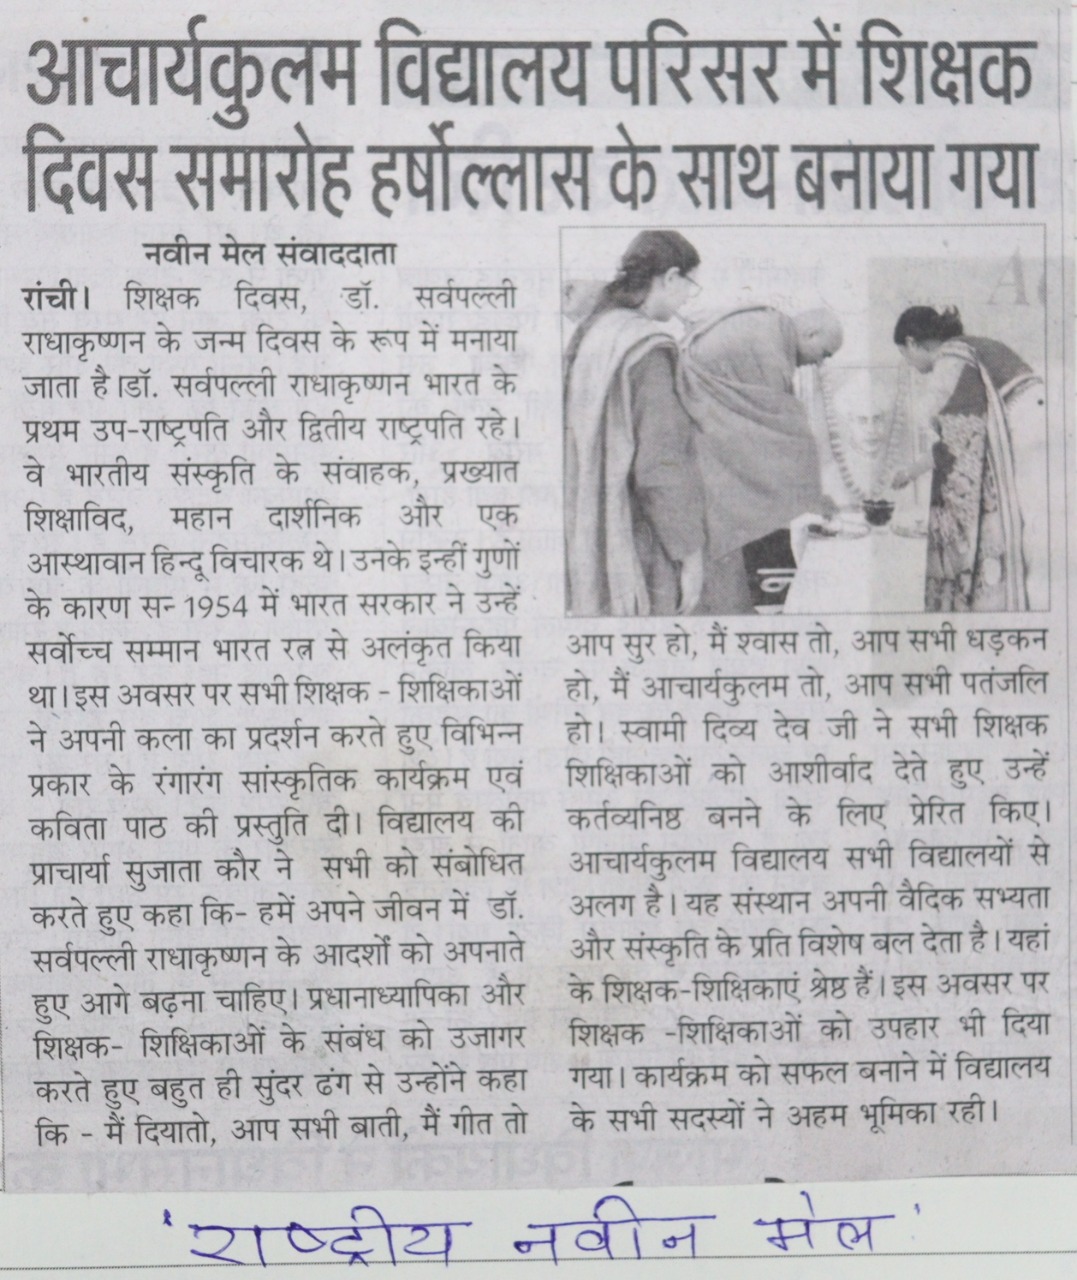 आचार्यकुलम विद्यालय परिसर में शिक्षक
दिवस समारोह हर्षोल्लास के साथ बनाया गया
नवीन मेल संवाददाता
रांची। शिक्षक दिवस, डॉ. सर्वपल्ली
राधाकृष्णन के जन्म दिवस के रूप में मनाया
जाता है।डॉ. सर्वपल्ली राधाकृष्णन भारत के
प्रथम उप-राष्ट्रपति और द्वितीय राष्ट्रपति रहे।
वे भारतीय संस्कृति के संवाहक, प्रख्यात
शिक्षाविद, महान दार्शनिक और एक
आस्थावान हिन्दू विचारक थे। उनके इन्हीं गुणों
के कारण सन् 1954 में भारत सरकार ने उन्हें
सर्वोच्च सम्मान भारत रत्न से अलंकृत किया
था। इस अवसर पर सभी शिक्षक - शिक्षिकाओं
ने अपनी कला का प्रदर्शन करते हुए विभिन्न
प्रकार के रंगारंग सांस्कृतिक कार्यक्रम एवं
कविता पाठ की प्रस्तुति दी। विद्यालय की
प्राचार्या सुजाता कौर ने सभी को संबोधित
करते हुए कहा कि- हमें अपने जीवन में डॉ.
सर्वपल्ली राधाकृष्णन के आदर्शों को अपनाते
हुए आगे बढ़ना चाहिए। प्रधानाध्यापिका और
शिक्षक- शिक्षिकाओं के संबंध को उजागर
करते हुए बहुत ही सुंदर ढंग से उन्होंने कहा
कि - मैं दियातो, आप सभी बाती, मैं गीत तो
आप सुर हो, मैं श्वास तो, आप सभी धड़कन
हो, मैं आचार्यकुलम तो, आप सभी पतंजलि
हो। स्वामी दिव्य देव जी ने सभी शिक्षक
शिक्षिकाओं को आशीर्वाद देते हुए उन्हें
कर्तव्यनिष्ठ बनने के लिए प्रेरित किए।
आचार्यकुलम विद्यालय सभी विद्यालयों से
अलग है। यह संस्थान अपनी वैदिक सभ्यता
और संस्कृति के प्रति विशेष बल देता है। यहां
के शिक्षक-शिक्षिकाएं श्रेष्ठ हैं। इस अवसर पर
शिक्षक -शिक्षिकाओं को उपहार भी दिया
गया। कार्यक्रम को सफल बनाने में विद्यालय
के सभी सदस्यों ने अहम भूमिका रही।
'राष्ट्रीय नवीन मेल'